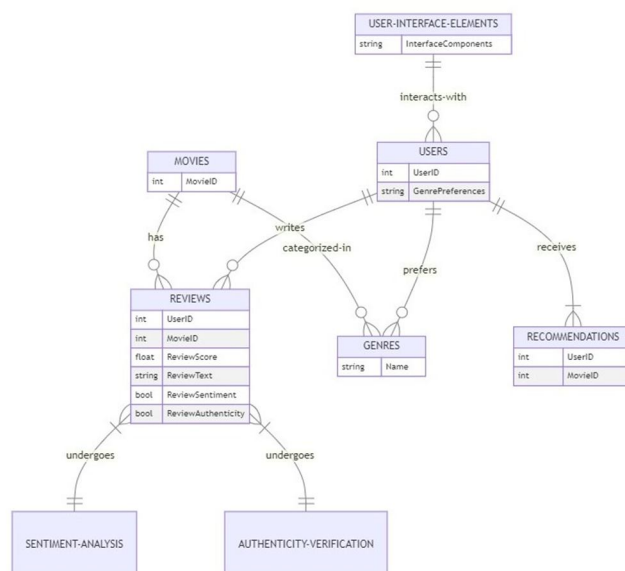 USER-INTERFACE-ELEMENTS
string InterfaceComponents
interacts-with
MOVIES
int MovieID
USERS
int UserID
string GenrePreferences
has
writes
categorized-in
prefers
receives
REVIEWS
int UserID
int MovieID
float ReviewScore
string ReviewText
bool ReviewSentiment
bool ReviewAuthenticity
GENRES
string Name
RECOMMENDATIONS
int UserID
int MovieID
undergoes
undergoes
SENTIMENT-ANALYSIS
AUTHENTICITY-VERIFICATION